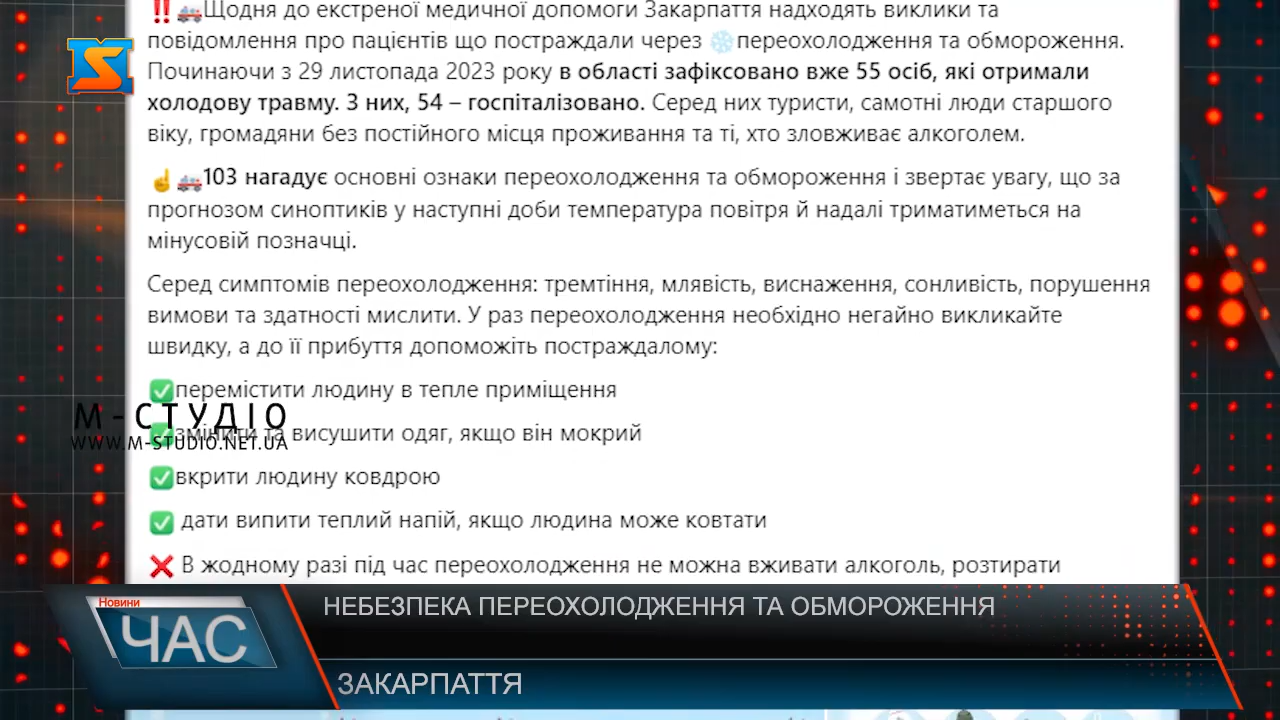 ‼️🚑Щодня до екстреної медичної допомоги Закарпаття надходять виклики та
повідомлення про пацієнтів що постраждали через ❄️переохолодження та обмороження.
Починаючи з 29 листопада 2023 року в області зафіксовано вже 55 осіб, які отримали
холодову травму. З них, 54 – госпіталізовано. Серед них туристи, самотні люди старшого
віку, громадяни без постійного місця проживання та ті, хто зловживає алкоголем.
☝️🚑103 нагадує основні ознаки переохолодження та обмороження і звертає увагу, що за
прогнозом синоптиків у наступні доби температура повітря й надалі триматиметься на
мінусовій позначці.
Серед симптомів переохолодження: тремтіння, млявість, виснаження, сонливість, порушення
вимови та здатності мислити. У раз переохолодження необхідно негайно викликайте
швидку, а до її прибуття допоможіть постраждалому:
✅перемістити людину в тепле приміщення
М-СТУДІО
✅змінити та висушити одяг, якщо він мокрий
WWW.M-STUDIO.NET.UA
✅вкрити людину ковдрою
✅ дати випити теплий напій, якщо людина може ковтати
❌ В жодному разі під час переохолодження не можна вживати алкоголь, розтирати
Новини
ЧАС
НЕБЕЗПЕКА ПЕРЕОХОЛОДЖЕННЯ ТА ОБМОРОЖЕННЯ
ЗАКАРПАТТЯ